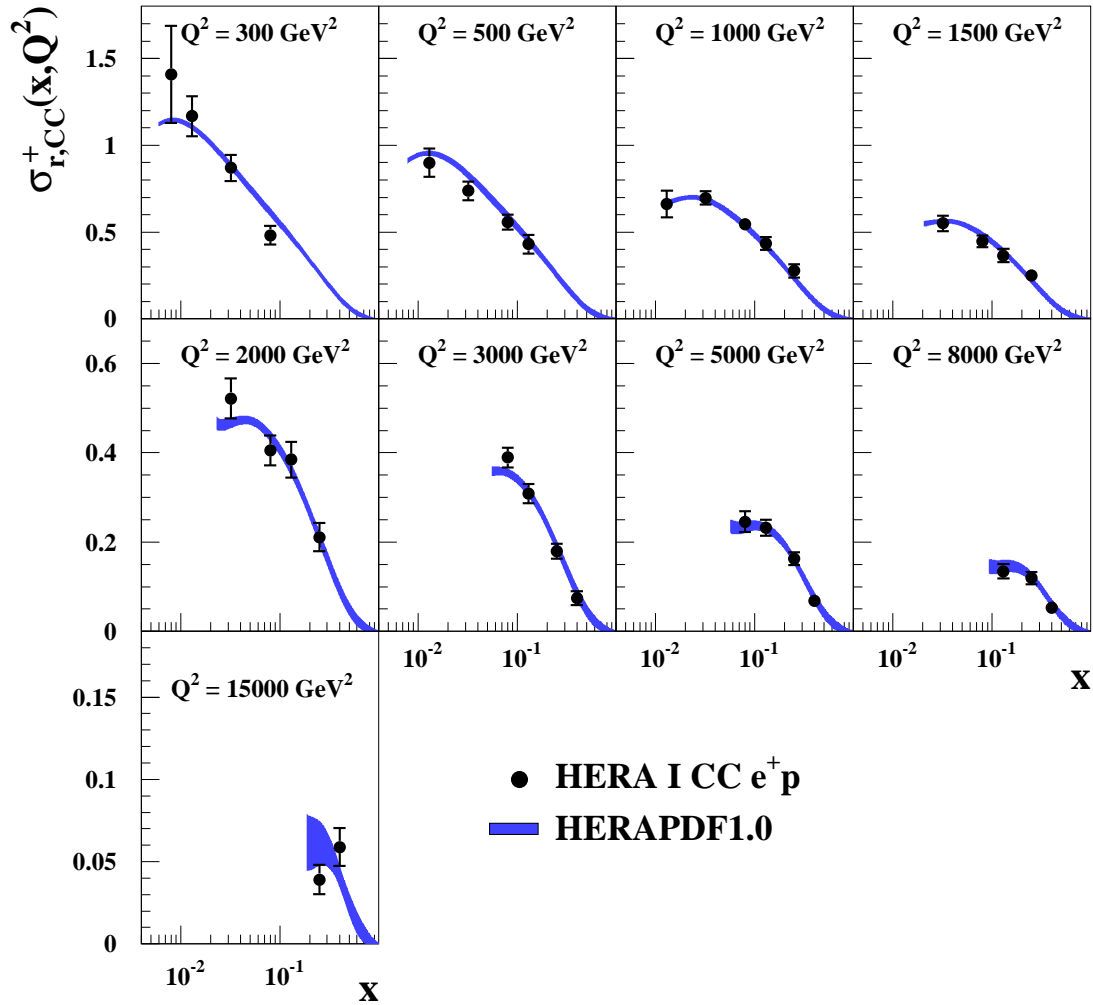 σ⁺r,CC(x,Q²)
Q² = 300 GeV²
Q² = 500 GeV²
Q² = 1000 GeV²
Q² = 1500 GeV²
1.5
1
0.5
0
Q² = 2000 GeV²
Q² = 3000 GeV²
Q² = 5000 GeV²
Q² = 8000 GeV²
0.6
0.4
0.2
0
10⁻² 10⁻¹ 10⁻² 10⁻¹ 10⁻² 10⁻¹
x
Q² = 15000 GeV²
0.15
0.1
0.05
0
10⁻² 10⁻¹
x
HERA I CC e⁺p
HERAPDF1.0